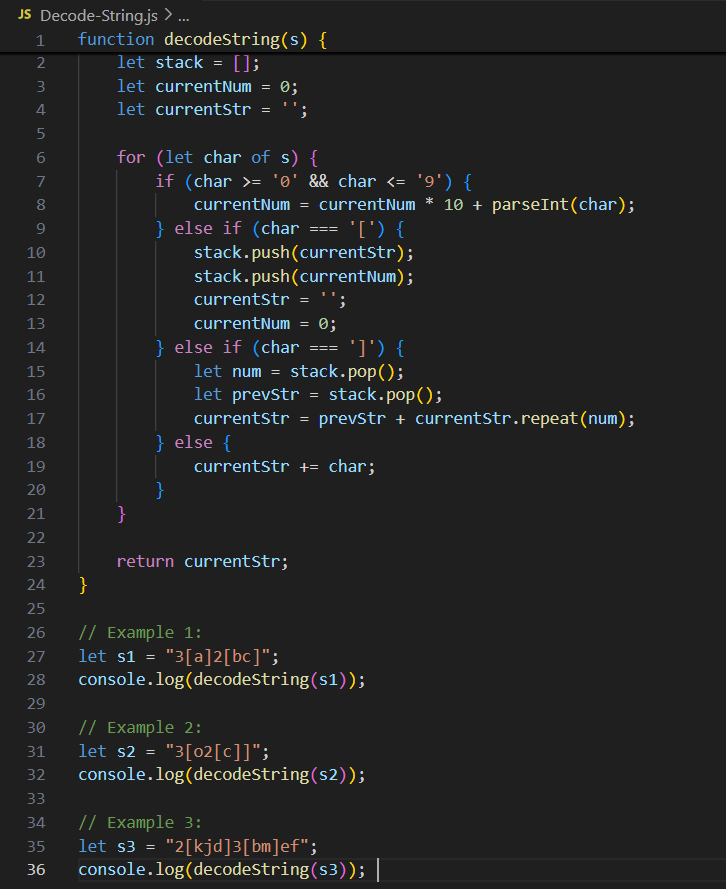 JS Decode-String.js > ...
1 function decodeString(s) {
2     let stack = [];
3     let currentNum = 0;
4     let currentStr = '';
5
6     for (let char of s) {
7         if (char >= '0' && char <= '9') {
8             currentNum = currentNum * 10 + parseInt(char);
9         } else if (char === '[') {
10             stack.push(currentStr);
11             stack.push(currentNum);
12             currentStr = '';
13             currentNum = 0;
14         } else if (char === ']') {
15             let num = stack.pop();
16             let prevStr = stack.pop();
17             currentStr = prevStr + currentStr.repeat(num);
18         } else {
19             currentStr += char;
20         }
21     }
22
23     return currentStr;
24 }
25
26 // Example 1:
27 let s1 = "3[a]2[bc]";
28 console.log(decodeString(s1));
29
30 // Example 2:
31 let s2 = "3[o2[c]]";
32 console.log(decodeString(s2));
33
34 // Example 3:
35 let s3 = "2[kjd]3[bm]ef";
36 console.log(decodeString(s3));